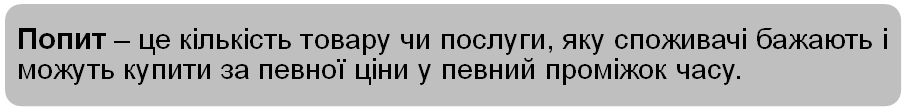 Попит – це кількість товару чи послуги, яку споживачі бажають і
можуть купити за певної ціни у певний проміжок часу.